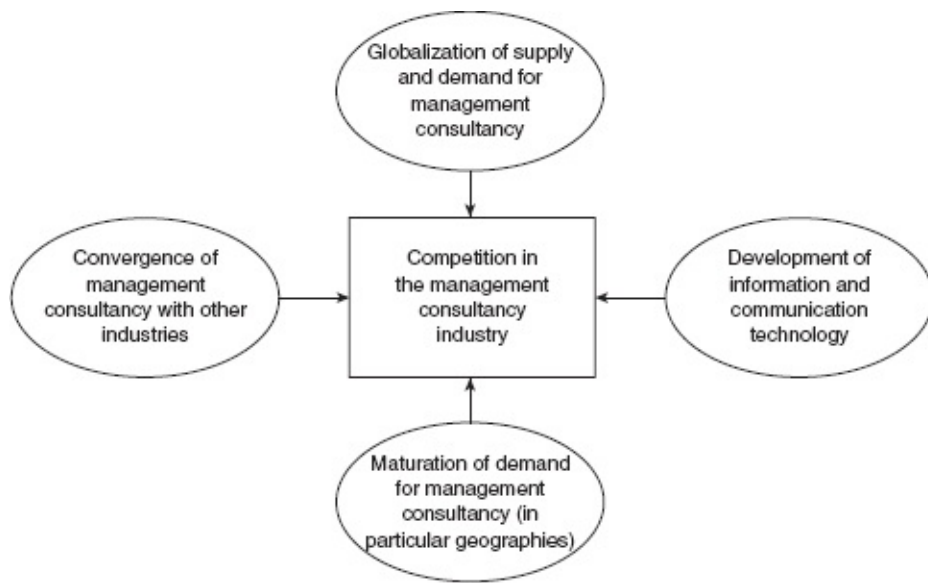 Globalization of supply
and demand for
management
consultancy
Convergence of
management
consultancy with other
industries
Competition in
the management
consultancy
industry
Development of
information and
communication
technology
Maturation of demand
for management
consultancy (in
particular geographies)